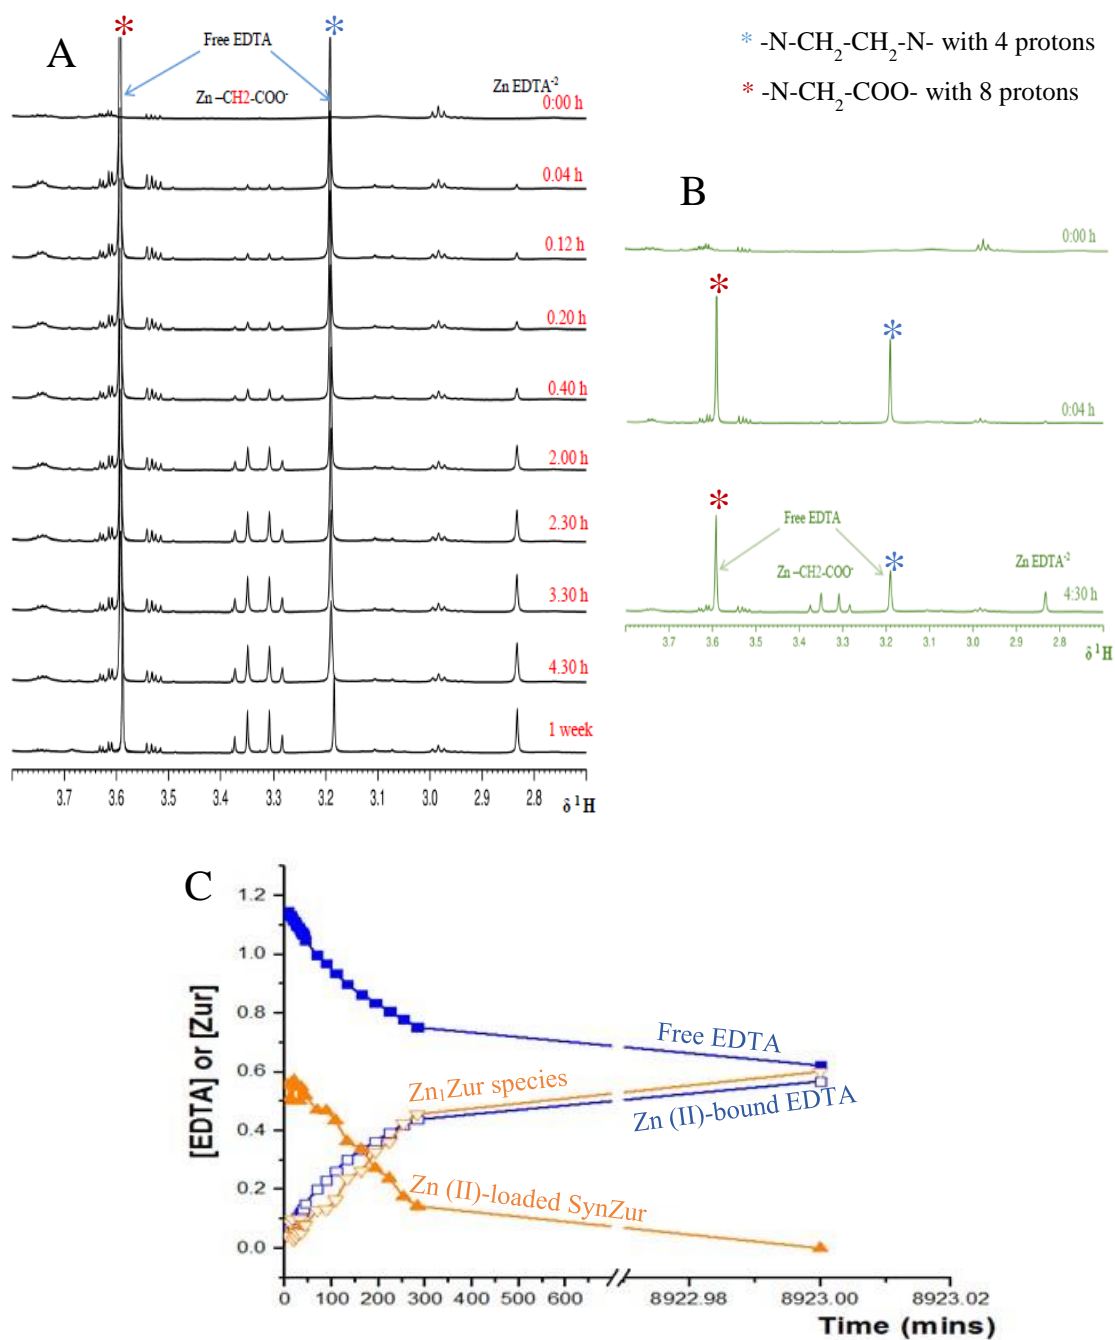 A
* *
Free EDTA
Zn –CH2-COO⁻
Zn EDTA⁻²
0:00 h
0.04 h
0.12 h
0.20 h
0.40 h
2.00 h
2.30 h
3.30 h
4.30 h
1 week
3.7 3.6 3.5 3.4 3.3 3.2 3.1 3.0 2.9 2.8
δ ¹H
* -N-CH₂-CH₂-N- with 4 protons
* -N-CH₂-COO- with 8 protons
B
0:00 h
* *
0:04 h
* *
Free EDTA
Zn –CH2-COO⁻
Zn EDTA⁻²
4:30 h
3.7 3.6 3.5 3.4 3.3 3.2 3.1 3.0 2.9 2.8
δ ¹H
C
[EDTA] or [Zur]
1.2
1.0
0.8
0.6
0.4
0.2
0.0
Free EDTA
Zn₁Zur species
Zn (II)-bound EDTA
Zn (II)-loaded SynZur
0 100 200 300 400 500 600 8922.98 8923.00 8923.02
Time (mins)